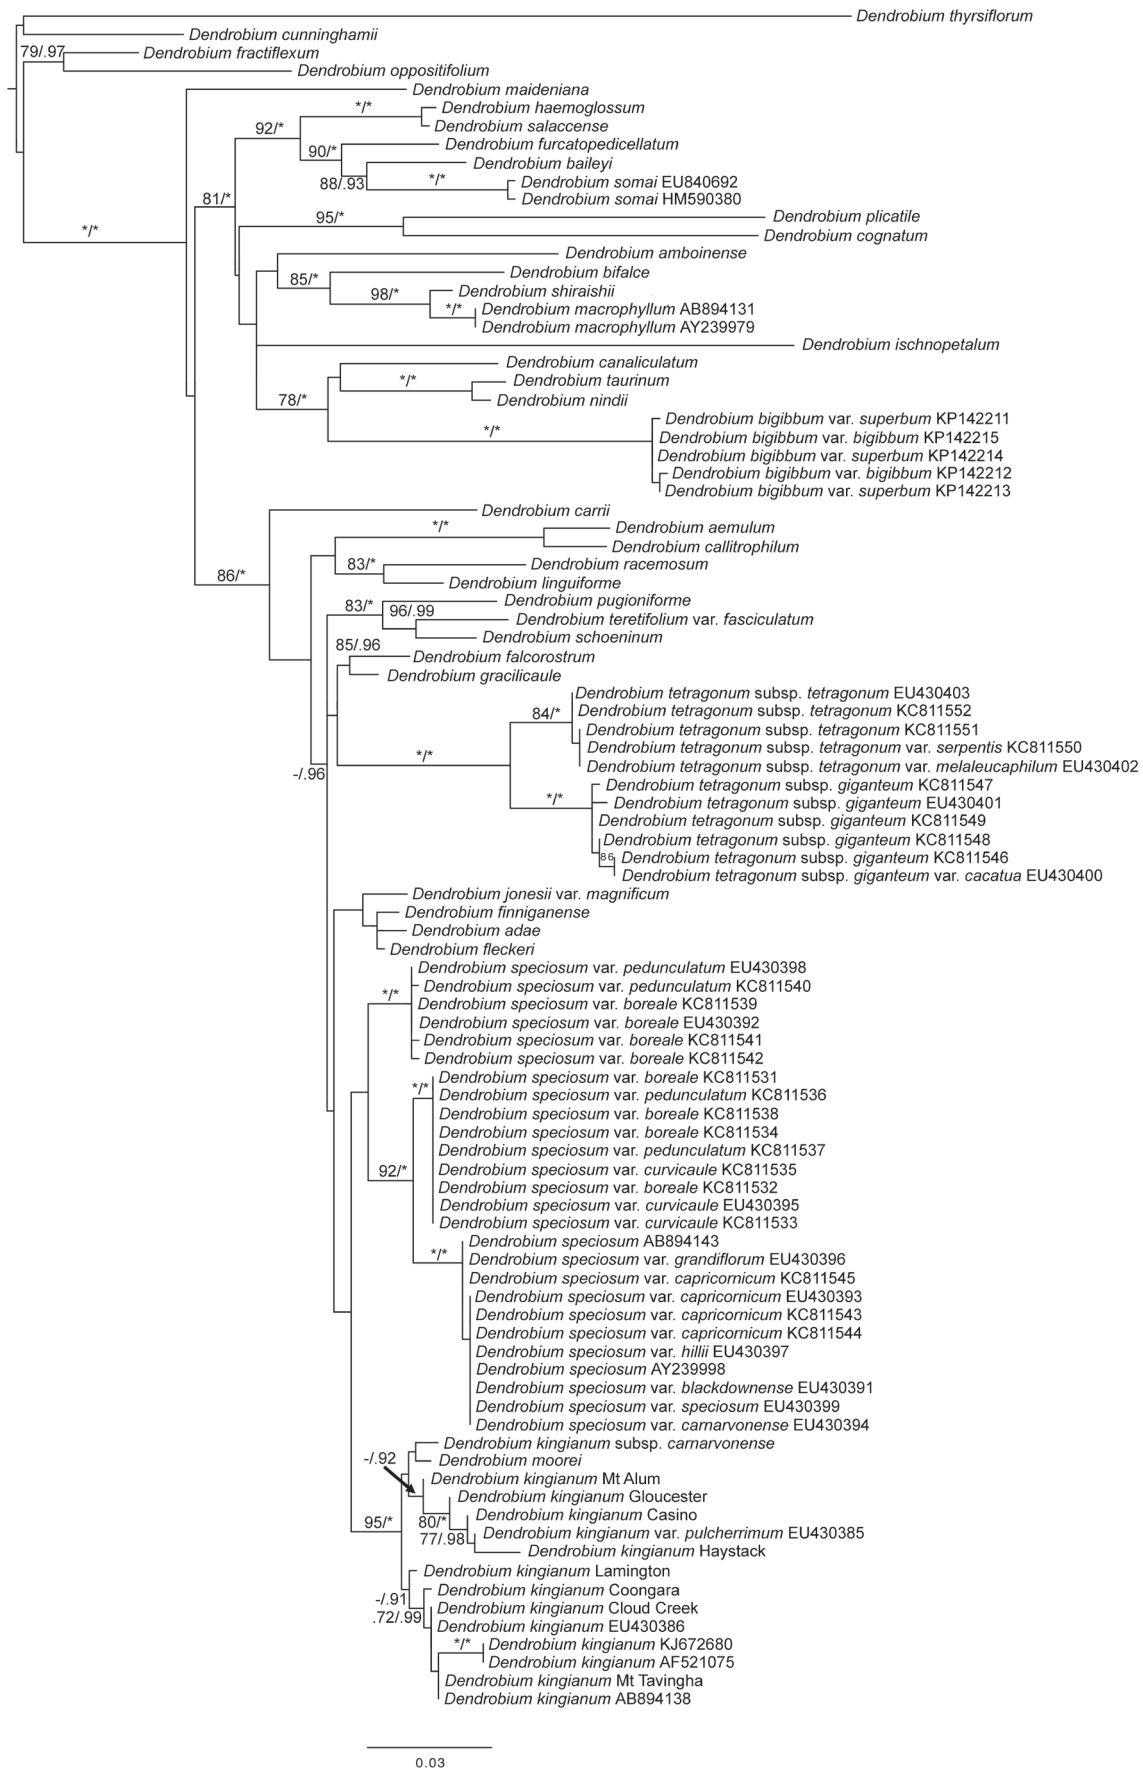 Dendrobium thyrsiflorum
Dendrobium cunninghamii
79/.97
Dendrobium fractiflexum
Dendrobium oppositifolium
Dendrobium maideniana
*/*
Dendrobium haemoglossum
92/*
Dendrobium salaccense
Dendrobium furcatopedicellatum
90/*
Dendrobium baileyi
88/.93
*/*
Dendrobium somai EU840692
81/*
Dendrobium somai HM590380
95/*
Dendrobium plicatile
*/*
Dendrobium cognatum
Dendrobium amboinense
85/*
Dendrobium bifalce
98/*
Dendrobium shiraishii
*/*
Dendrobium macrophyllum AB894131
Dendrobium macrophyllum AY239979
Dendrobium ischnopetalum
Dendrobium canaliculatum
*/*
Dendrobium taurinum
78/*
Dendrobium nindii
Dendrobium bigibbum var. superbum KP142211
*/*
Dendrobium bigibbum var. bigibbum KP142215
Dendrobium bigibbum var. superbum KP142214
Dendrobium bigibbum var. bigibbum KP142212
Dendrobium bigibbum var. superbum KP142213
Dendrobium carrii
*/*
Dendrobium aemulum
Dendrobium callitrophilum
83/*
Dendrobium racemosum
86/*
Dendrobium linguiforme
83/*
Dendrobium pugioniforme
96/.99
Dendrobium teretifolium var. fasciculatum
Dendrobium schoeninum
85/.96
Dendrobium falcorostrum
Dendrobium gracilicaule
Dendrobium tetragonum subsp. tetragonum EU430403
84/*
Dendrobium tetragonum subsp. tetragonum KC811552
Dendrobium tetragonum subsp. tetragonum KC811551
*/*
Dendrobium tetragonum subsp. tetragonum var. serpentis KC811550
-/.96
Dendrobium tetragonum subsp. tetragonum var. melaleucaphilum EU430402
Dendrobium tetragonum subsp. giganteum KC811547
*/*
Dendrobium tetragonum subsp. giganteum EU430401
Dendrobium tetragonum subsp. giganteum KC811549
Dendrobium tetragonum subsp. giganteum KC811548
86
Dendrobium tetragonum subsp. giganteum KC811546
Dendrobium tetragonum subsp. giganteum var. cacatua EU430400
Dendrobium jonesii var. magnificum
Dendrobium finniganense
Dendrobium adae
Dendrobium fleckeri
Dendrobium speciosum var. pedunculatum EU430398
*/*
Dendrobium speciosum var. pedunculatum KC811540
Dendrobium speciosum var. boreale KC811539
Dendrobium speciosum var. boreale EU430392
Dendrobium speciosum var. boreale KC811541
Dendrobium speciosum var. boreale KC811542
Dendrobium speciosum var. boreale KC811531
*/*
Dendrobium speciosum var. pedunculatum KC811536
Dendrobium speciosum var. boreale KC811538
Dendrobium speciosum var. boreale KC811534
Dendrobium speciosum var. pedunculatum KC811537
92/*
Dendrobium speciosum var. curvicaule KC811535
Dendrobium speciosum var. boreale KC811532
Dendrobium speciosum var. curvicaule EU430395
Dendrobium speciosum var. curvicaule KC811533
Dendrobium speciosum AB894143
*/*
Dendrobium speciosum var. grandiflorum EU430396
Dendrobium speciosum var. capricornicum KC811545
Dendrobium speciosum var. capricornicum EU430393
Dendrobium speciosum var. capricornicum KC811543
Dendrobium speciosum var. capricornicum KC811544
Dendrobium speciosum var. hillii EU430397
Dendrobium speciosum AY239998
Dendrobium speciosum var. blackdownense EU430391
Dendrobium speciosum var. speciosum EU430399
Dendrobium speciosum var. carnarvonense EU430394
Dendrobium kingianum subsp. carnarvonense
-/.92
Dendrobium moorei
Dendrobium kingianum Mt Alum
Dendrobium kingianum Gloucester
95/*
80/*
Dendrobium kingianum Casino
77/.98
Dendrobium kingianum var. pulcherrimum EU430385
Dendrobium kingianum Haystack
Dendrobium kingianum Lamington
Dendrobium kingianum Coongara
-/.91
Dendrobium kingianum Cloud Creek
.72/.99
Dendrobium kingianum EU430386
*/*
Dendrobium kingianum KJ672680
Dendrobium kingianum AF521075
Dendrobium kingianum Mt Tavingha
Dendrobium kingianum AB894138
0.03